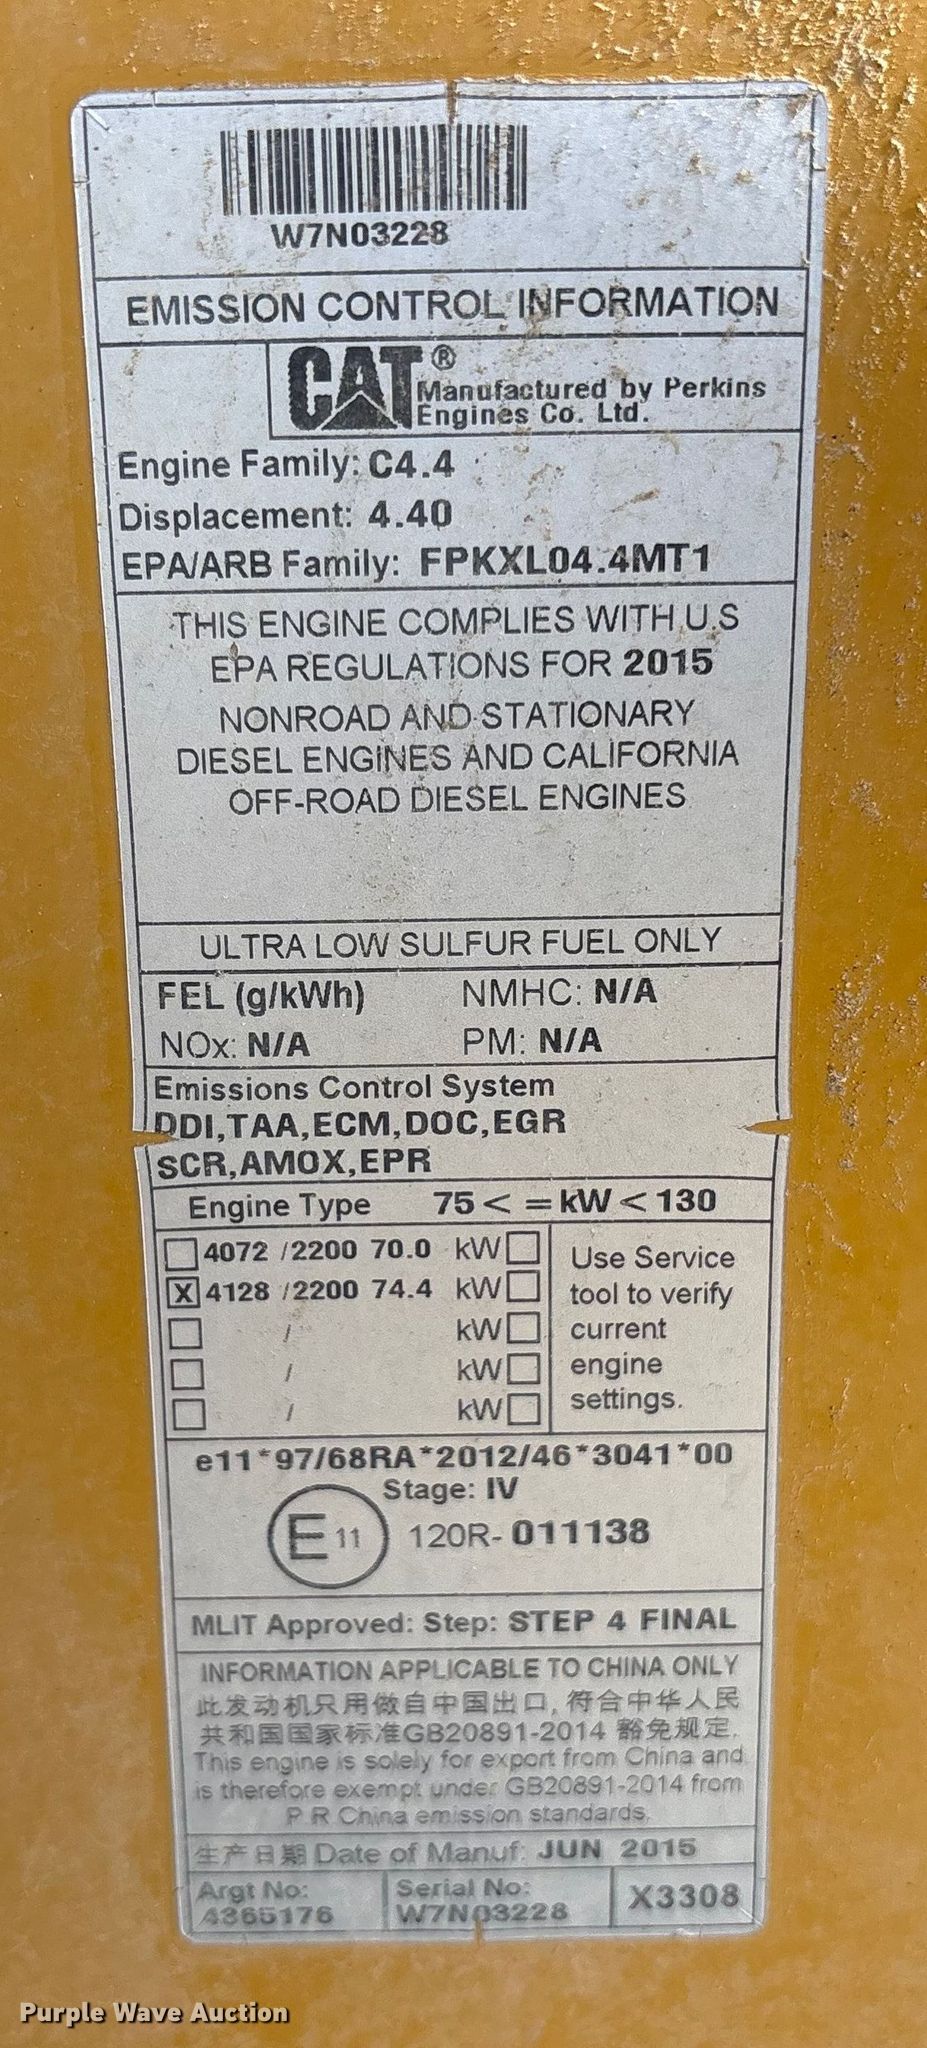 W7N03228
EMISSION CONTROL INFORMATION
CAT® Manufactured by Perkins
Engines Co. Ltd.
Engine Family: C4.4
Displacement: 4.40
EPA/ARB Family: FPKXL04.4MT1
THIS ENGINE COMPLIES WITH U.S
EPA REGULATIONS FOR 2015
NONROAD AND STATIONARY
DIESEL ENGINES AND CALIFORNIA
OFF-ROAD DIESEL ENGINES
ULTRA LOW SULFUR FUEL ONLY
FEL (g/kWh) NMHC: N/A
NOx: N/A PM: N/A
Emissions Control System
DDI,TAA,ECM,DOC,EGR
SCR,AMOX,EPR
Engine Type 75 < = kW < 130
4072 /2200 70.0 kW
X 4128 /2200 74.4 kW
/ kW
/ kW
/ kW
Use Service
tool to verify
current
engine
settings.
e11*97/68RA*2012/46*3041*00
Stage: IV
E 11 120R- 011138
MLIT Approved: Step: STEP 4 FINAL
INFORMATION APPLICABLE TO CHINA ONLY
此发动机只用做自中国出口, 符合中华人民
共和国国家标准GB20891-2014 豁免规定.
This engine is solely for export from China and
is therefore exempt under GB20891-2014 from
P R China emission standards.
生产日期 Date of Manuf: JUN 2015
Argt No:
4365176
Serial No:
W7N03228
X3308
Purple Wave Auction